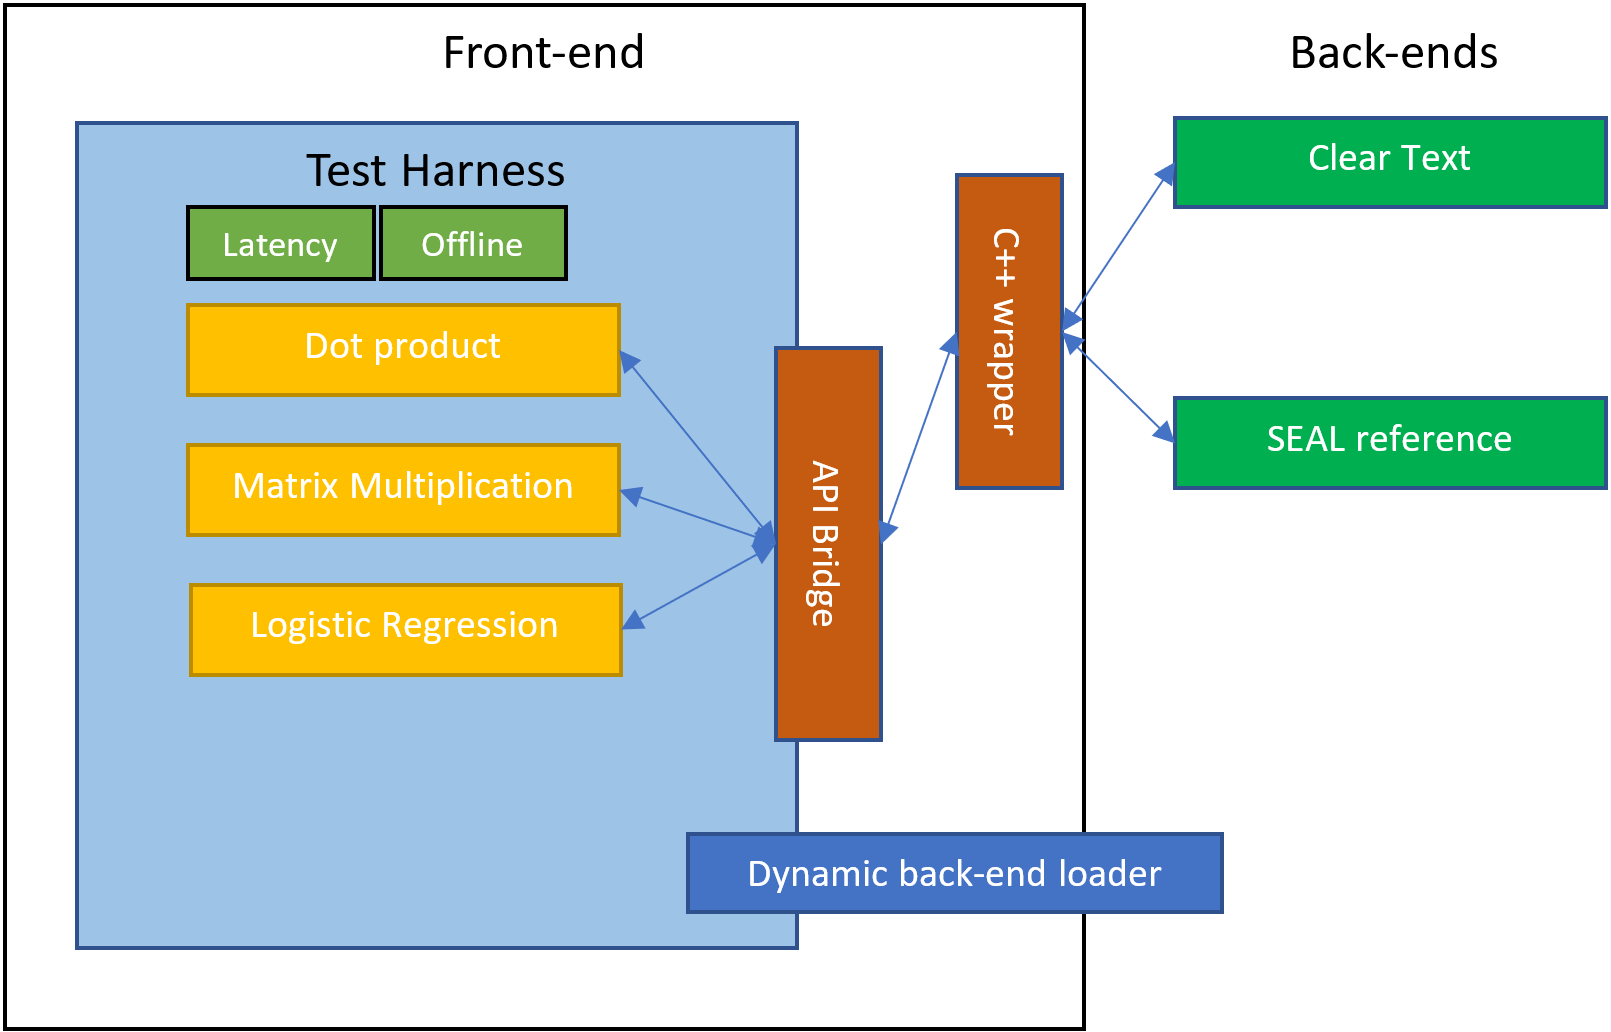 Front-end
Back-ends
Test Harness
Latency
Offline
Dot product
Matrix Multiplication
Logistic Regression
API Bridge
C++ wrapper
Clear Text
SEAL reference
Dynamic back-end loader